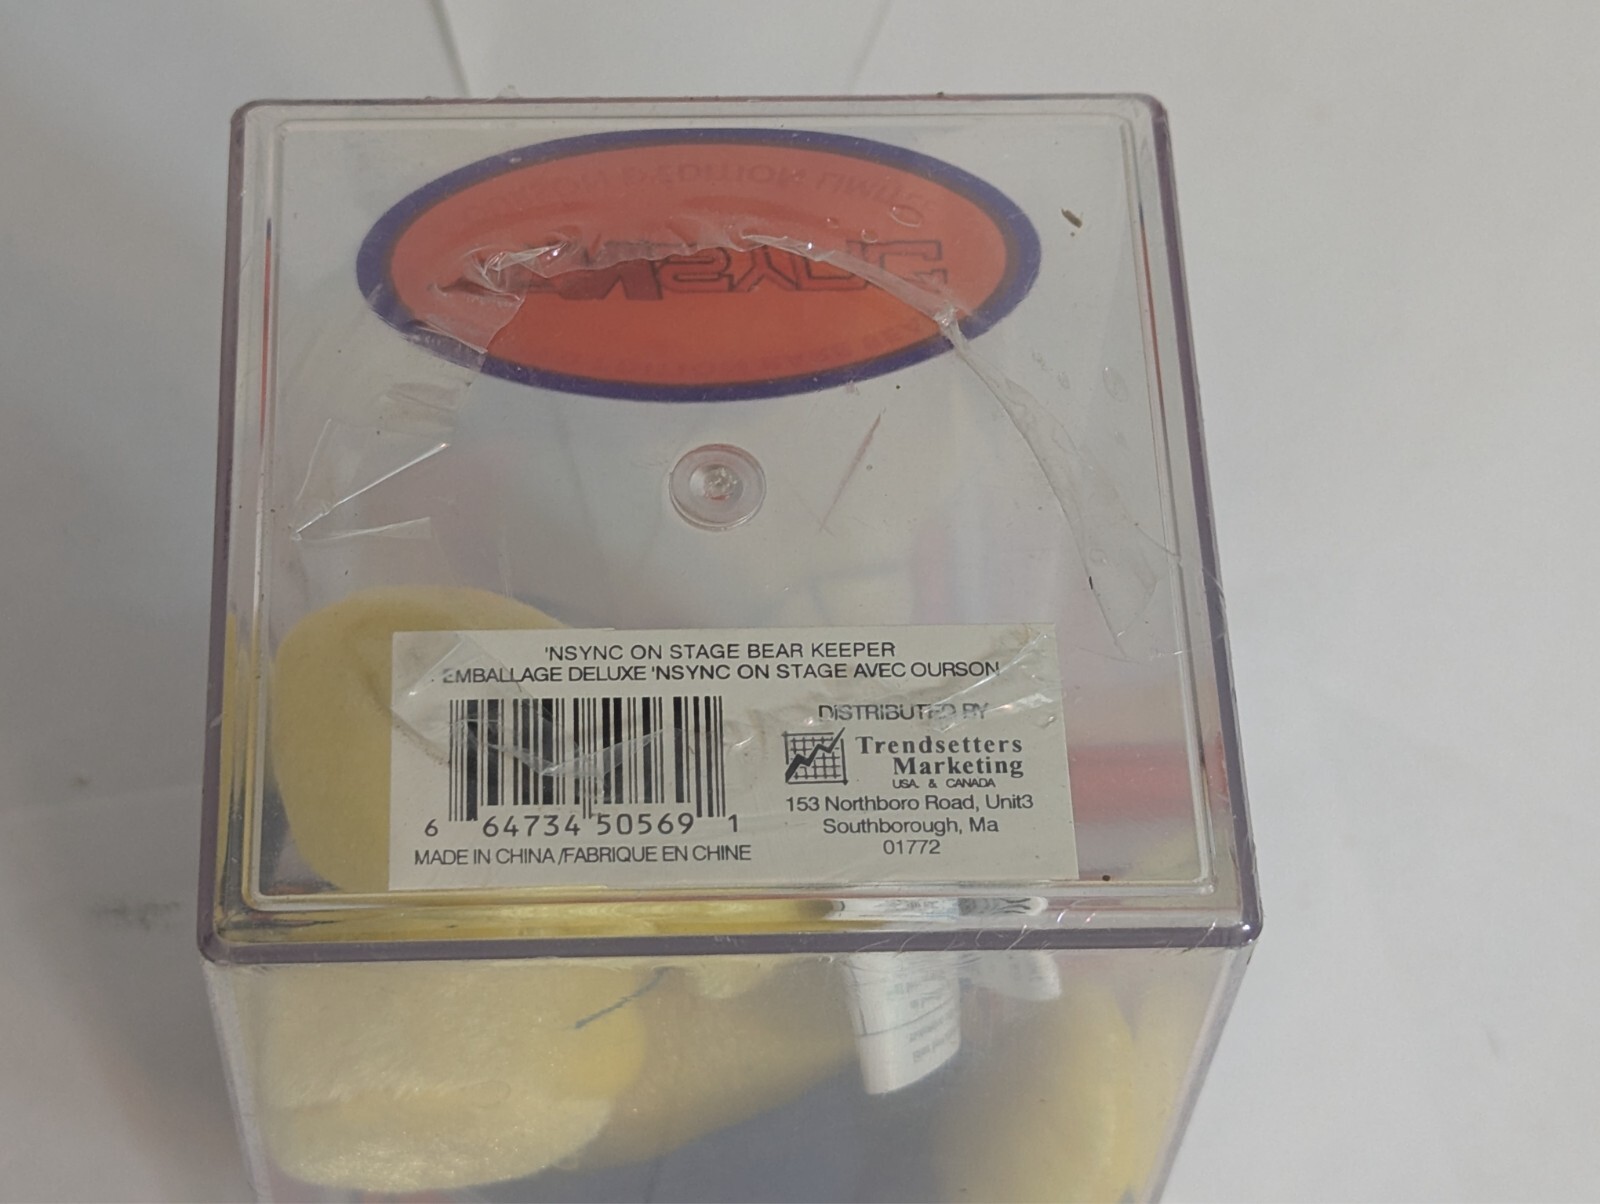 'NSYNC
'NSYNC ON STAGE BEAR KEEPER
EMBALLAGE DELUXE 'NSYNC ON STAGE AVEC OURSON
6 64734 50569 1
MADE IN CHINA/FABRIQUE EN CHINE
DISTRIBUTED BY
Trendsetters
Marketing
USA & CANADA
153 Northboro Road, Unit3
Southborough, Ma
01772